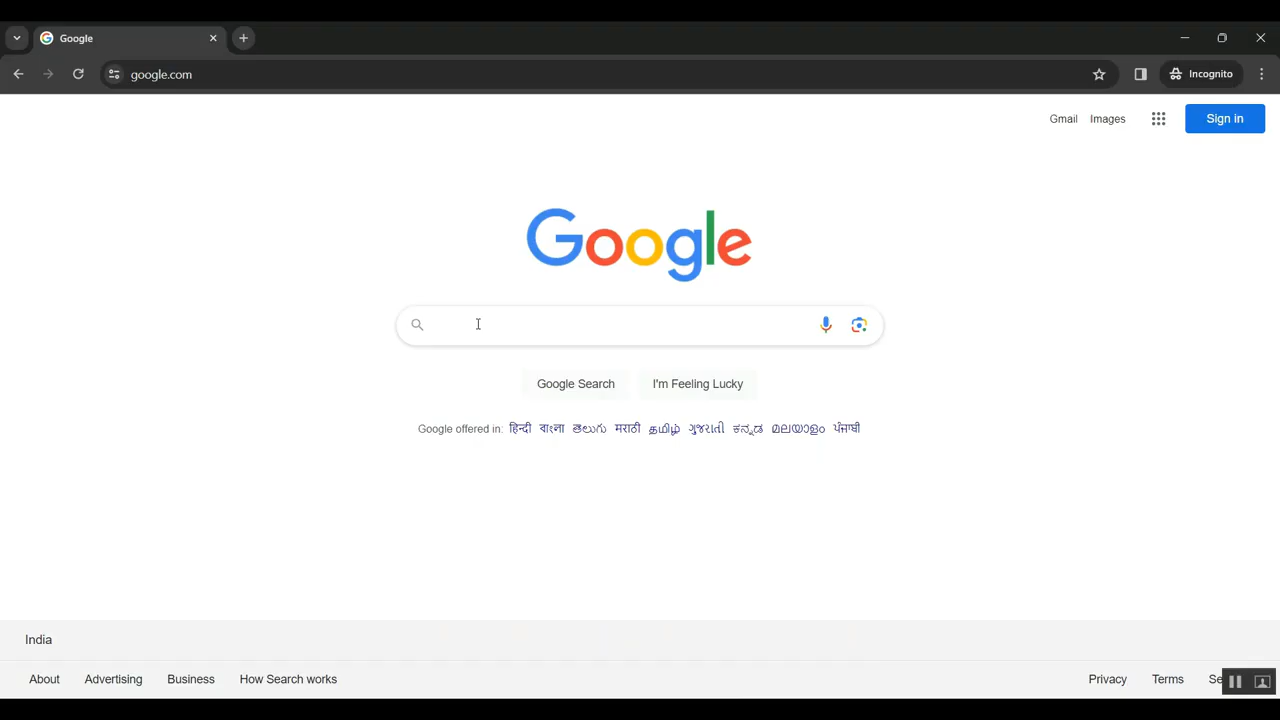 Google
google.com
Incognito
Gmail Images
Sign in
Google
Google Search I'm Feeling Lucky
Google offered in: हिन्दी বাংলা తెలుగు मराठी தமிழ் ગુજરાતી ಕನ್ನಡ മലയാളം ਪੰਜਾਬੀ
India
About Advertising Business How Search works Privacy Terms